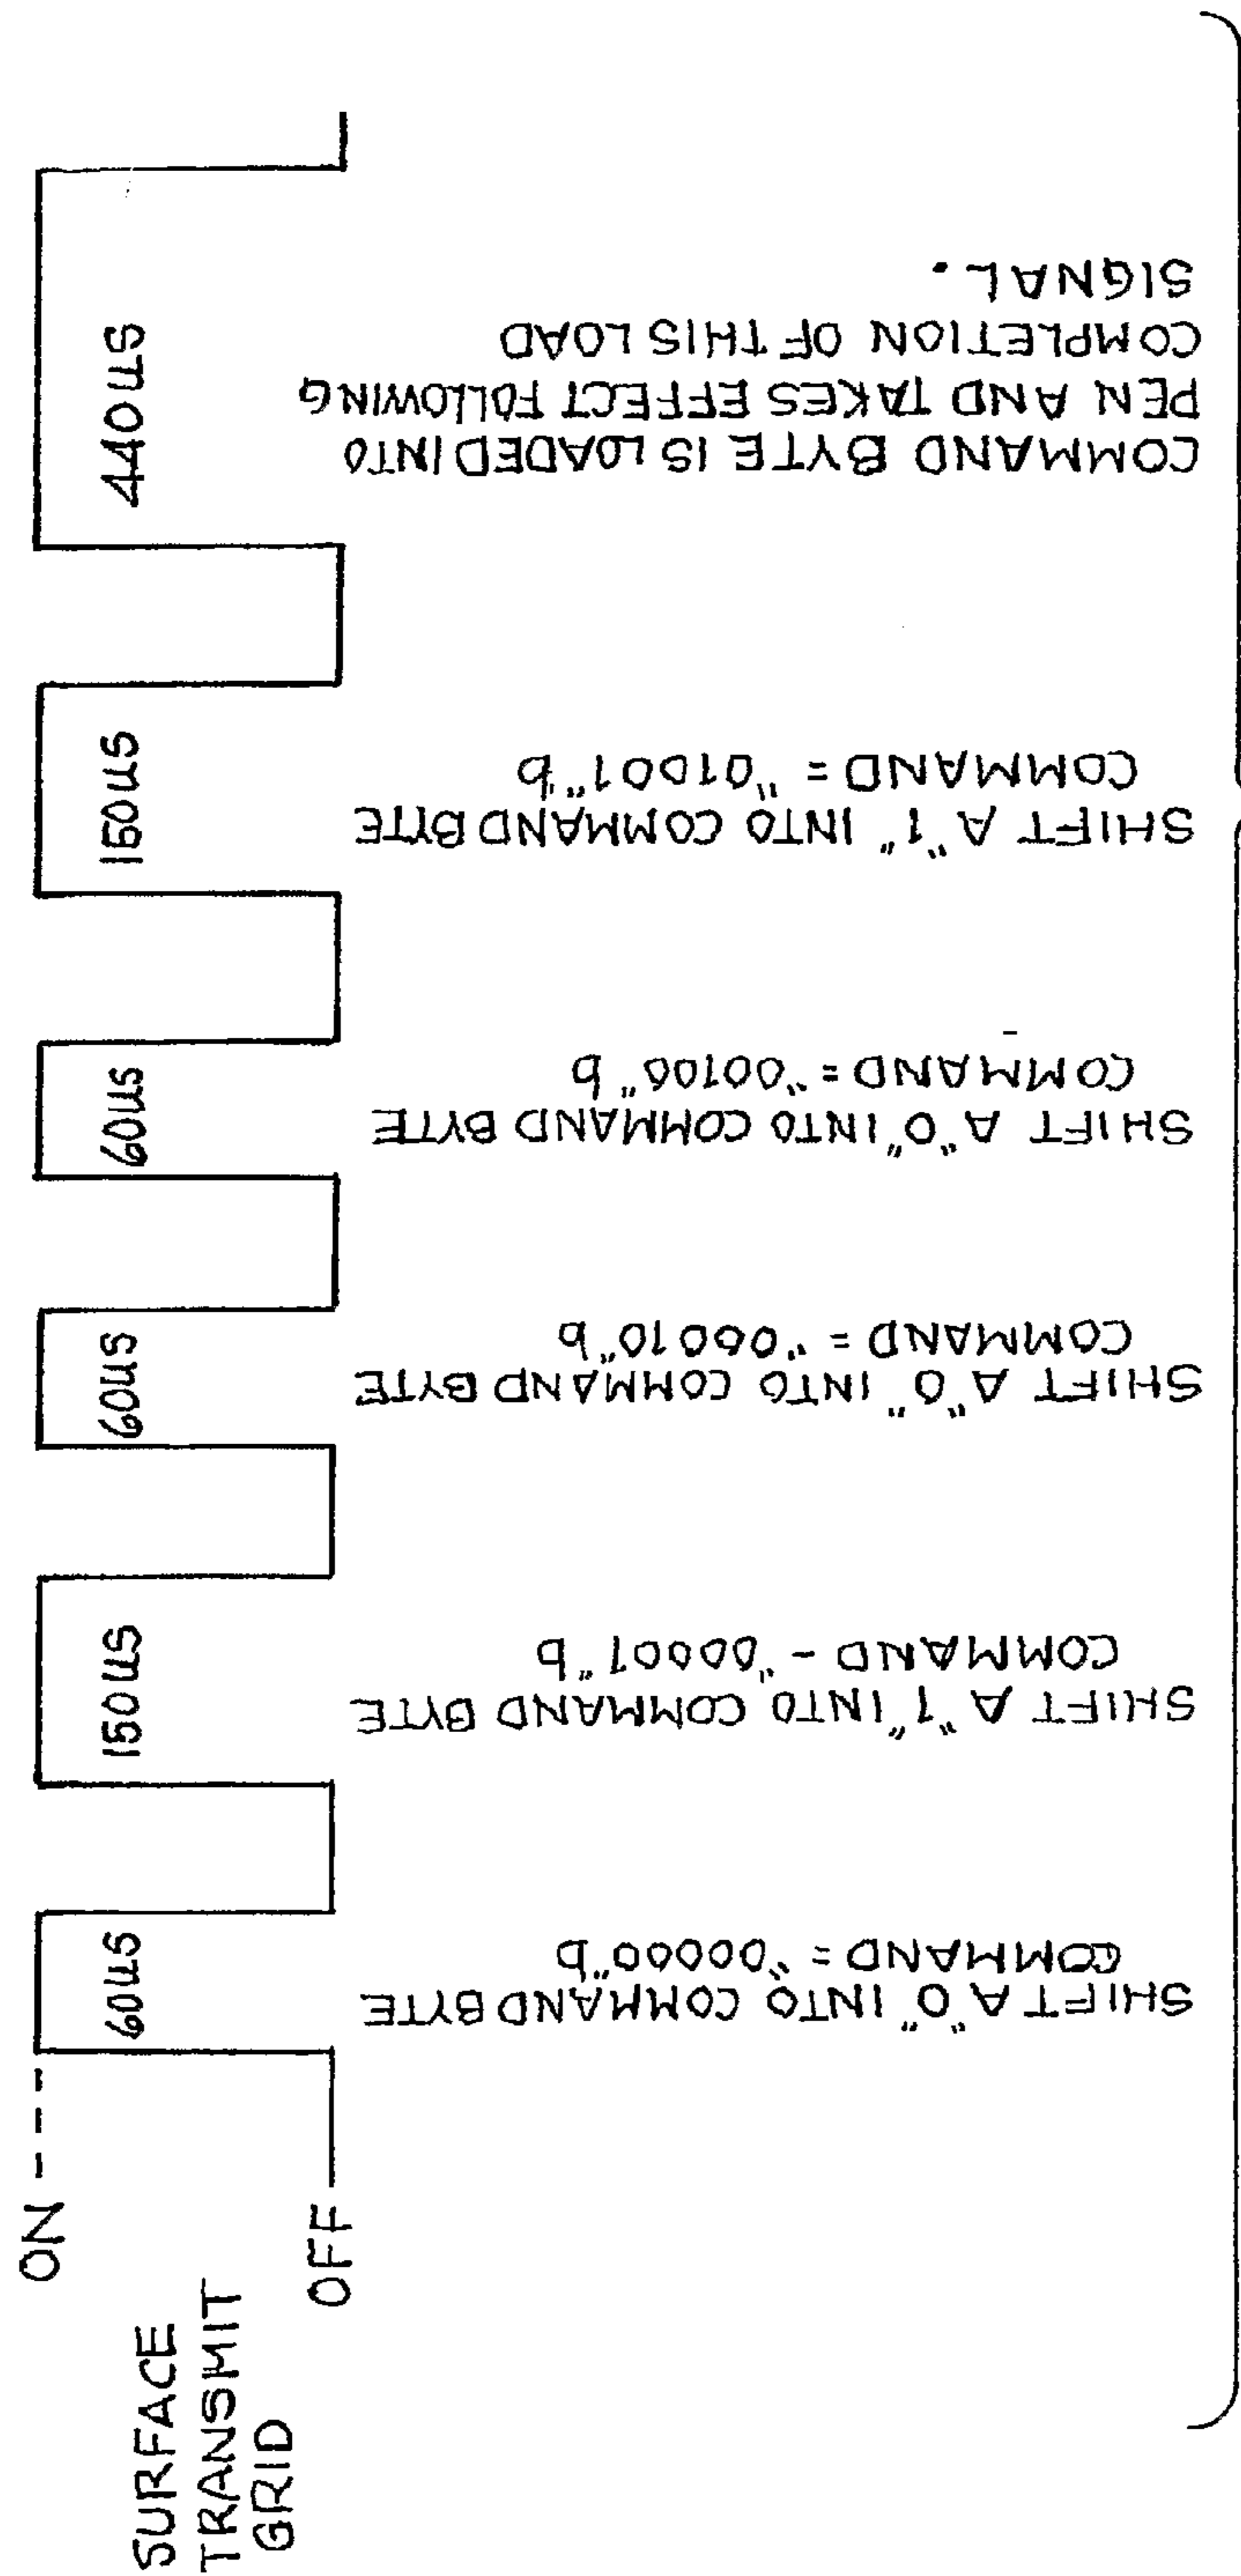 SURFACE
TRANSMIT
GRID
ON
OFF
60us
150us
60us
60us
150us
440us
SHIFT A "0" INTO COMMAND BYTE
COMMAND = "00000"b
SHIFT A "1" INTO COMMAND BYTE
COMMAND - "00001"b
SHIFT A "0" INTO COMMAND BYTE
COMMAND = "00010"b
SHIFT A "0" INTO COMMAND BYTE
COMMAND = "00100"b
SHIFT A "1" INTO COMMAND BYTE
COMMAND = "01001"b
COMMAND BYTE IS LOADED INTO
PEN AND TAKES EFFECT FOLLOWING
COMPLETION OF THIS LOAD
SIGNAL.